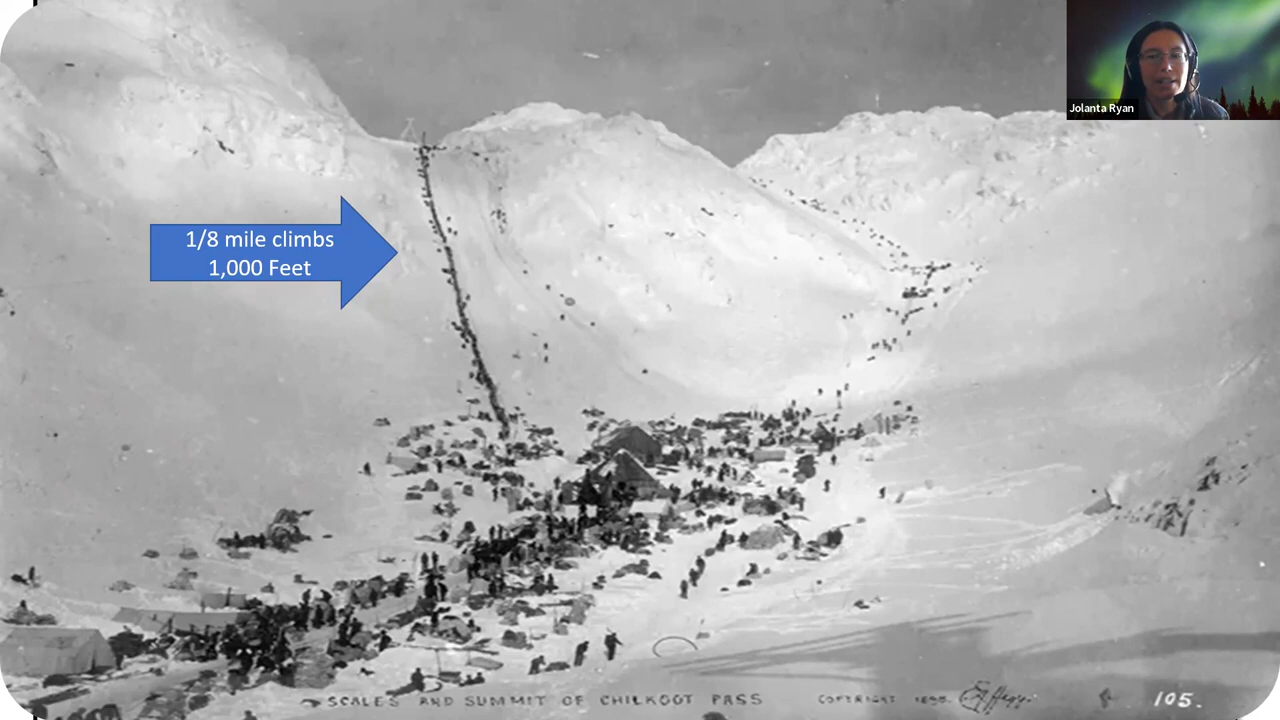 Jolanta Ryan
1/8 mile climbs
1,000 Feet
SCALES AND SUMMIT OF CHILKOOT PASS
COPYRIGHT
105.